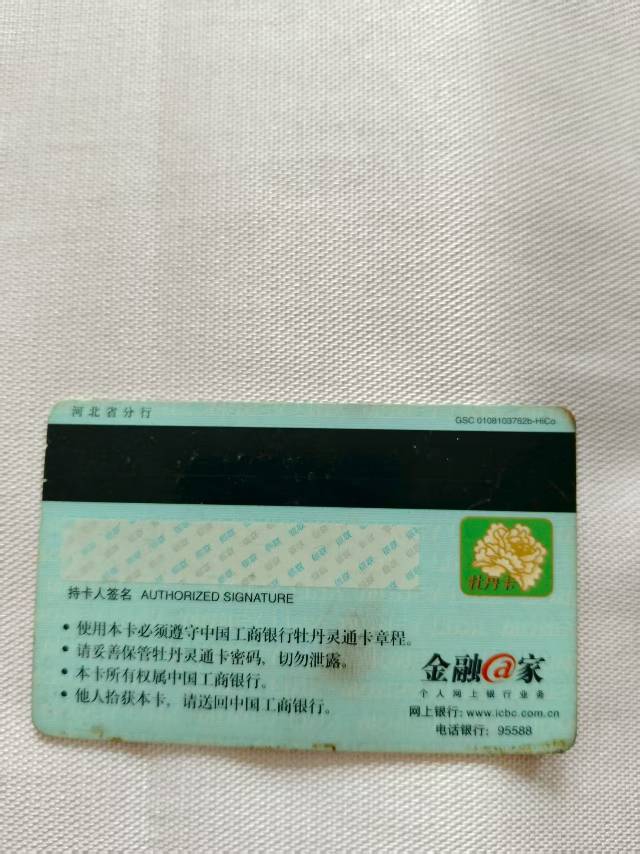 河北省分行
GSC 0108103762b-HiCo
牡丹卡
持卡人签名 AUTHORIZED SIGNATURE
• 使用本卡必须遵守中国工商银行牡丹灵通卡章程。
• 请妥善保管牡丹灵通卡密码，切勿泄露。
• 本卡所有权属中国工商银行。
• 他人拾获本卡，请送回中国工商银行。
金融@家
个人网上银行业务
网上银行: www.icbc.com.cn
电话银行: 95588